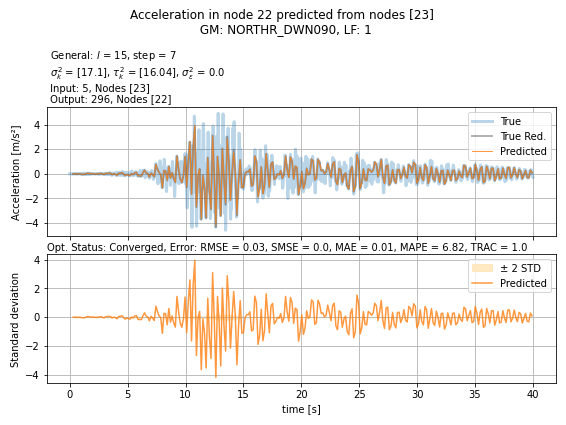 Acceleration in node 22 predicted from nodes [23]
GM: NORTHR_DWN090, LF: 1
General: l = 15, step = 7
σ²ₖ = [17.1], τ²ₖ = [16.04], σ²ε = 0.0
Input: 5, Nodes [23]
Output: 296, Nodes [22]
Acceleration [m/s²]
4
2
0
−2
−4
True
True Red.
Predicted
Opt. Status: Converged, Error: RMSE = 0.03, SMSE = 0.0, MAE = 0.01, MAPE = 6.82, TRAC = 1.0
Standard deviation
4
2
0
−2
−4
± 2 STD
Predicted
0 5 10 15 20 25 30 35 40
time [s]